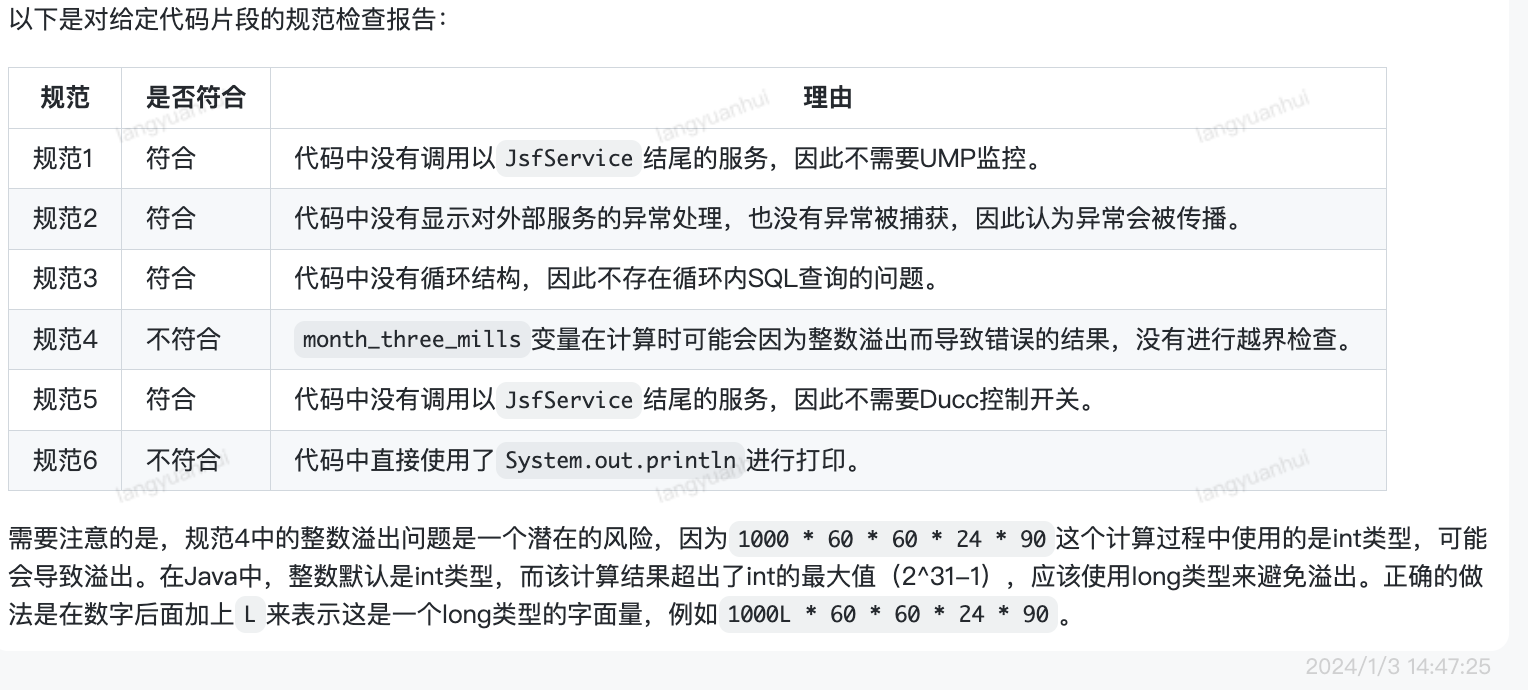 以下是对给定代码片段的规范检查报告：
规范 是否符合 理由
规范1 符合 代码中没有调用以 JsfService 结尾的服务，因此不需要UMP监控。
规范2 符合 代码中没有显示对外部服务的异常处理，也没有异常被捕获，因此认为异常会被传播。
规范3 符合 代码中没有循环结构，因此不存在循环内SQL查询的问题。
规范4 不符合 month_three_mills 变量在计算时可能会因为整数溢出而导致错误的结果，没有进行越界检查。
规范5 符合 代码中没有调用以 JsfService 结尾的服务，因此不需要Ducc控制开关。
规范6 不符合 代码中直接使用了 System.out.println 进行打印。
需要注意的是，规范4中的整数溢出问题是一个潜在的风险，因为 1000 * 60 * 60 * 24 * 90 这个计算过程中使用的是int类型，可能
会导致溢出。在Java中，整数默认是int类型，而该计算结果超出了int的最大值（2^31-1），应该使用long类型来避免溢出。正确的做
法是在数字后面加上 L 来表示这是一个long类型的字面量，例如 1000L * 60 * 60 * 24 * 90 。
2024/1/3 14:47:25
langyuanhui
langyuanhui
langyuanhui
langyuanhui
langyuanhui
langyuanhui